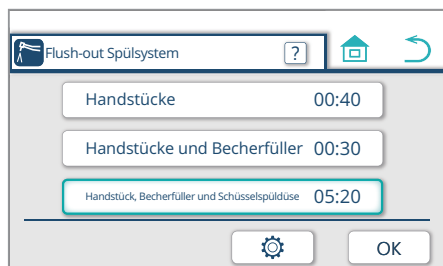 Flush-out Spülsystem ?
Handstücke 00:40
Handstücke und Becherfüller 00:30
Handstück, Becherfüller und Schüsselspüldüse 05:20
OK